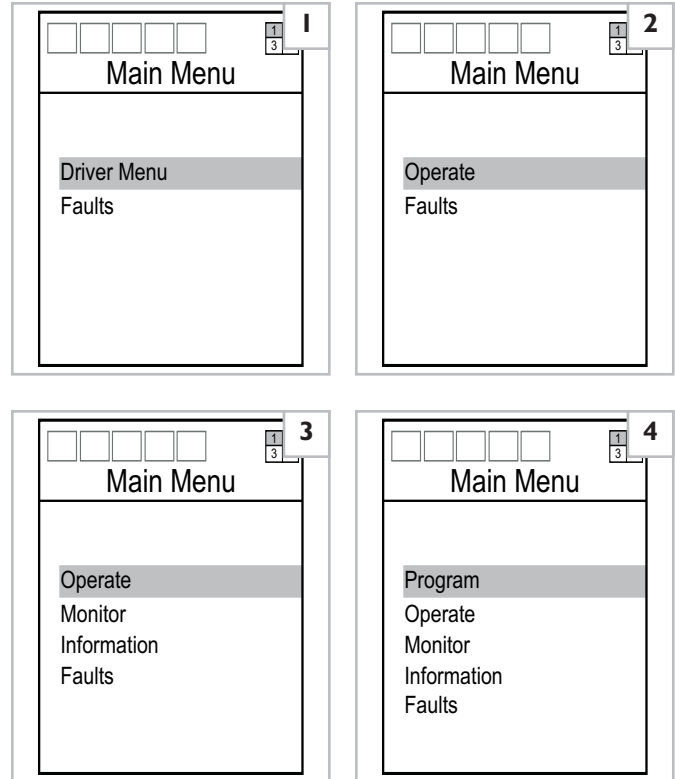 1
1
3
Main Menu
Driver Menu
Faults
2
1
3
Main Menu
Operate
Faults
3
1
3
Main Menu
Operate
Monitor
Information
Faults
4
1
3
Main Menu
Program
Operate
Monitor
Information
Faults